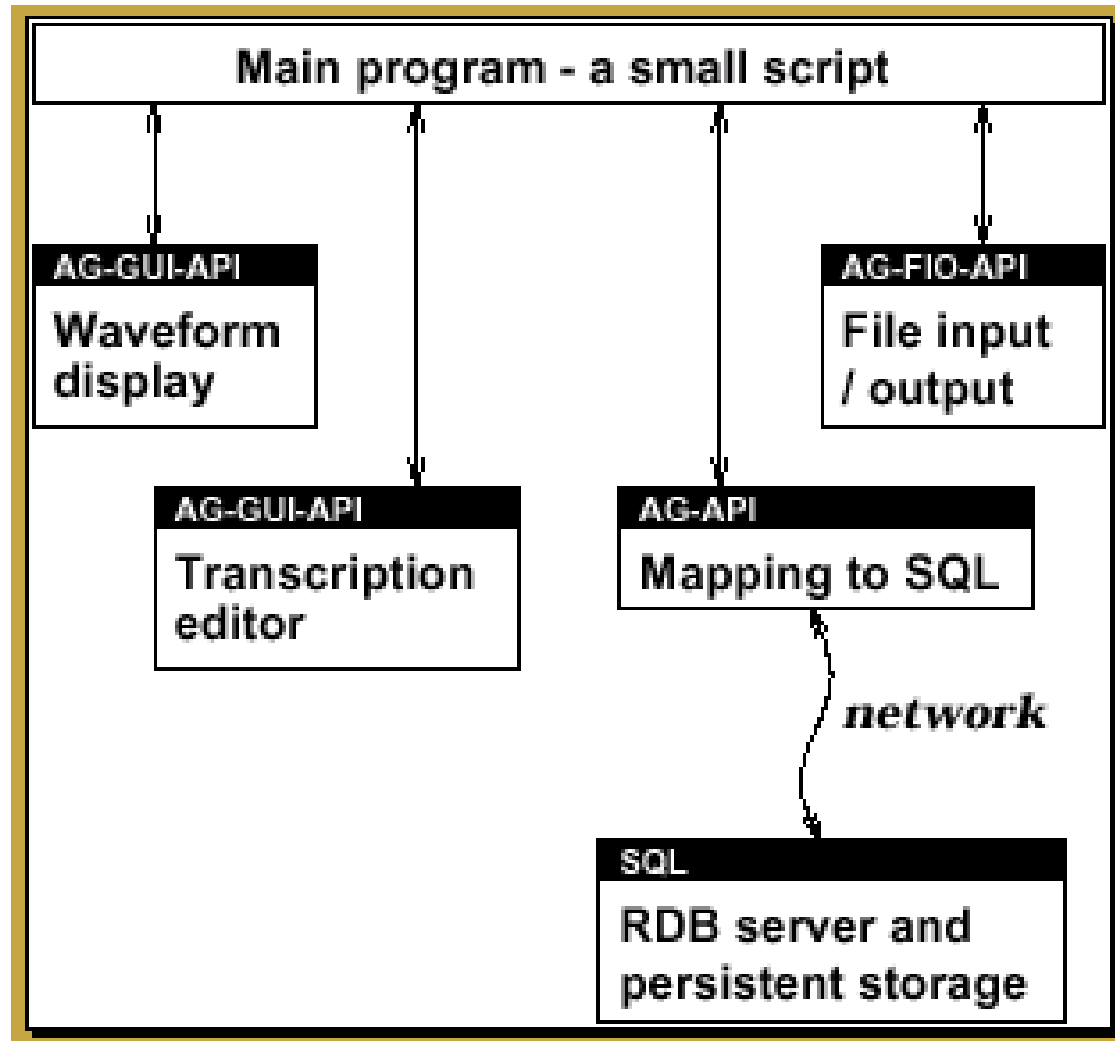 Main program - a small script
AG-GUI-API
Waveform
display
AG-FIO-API
File input
/ output
AG-GUI-API
Transcription
editor
AG-API
Mapping to SQL
network
SQL
RDB server and
persistent storage